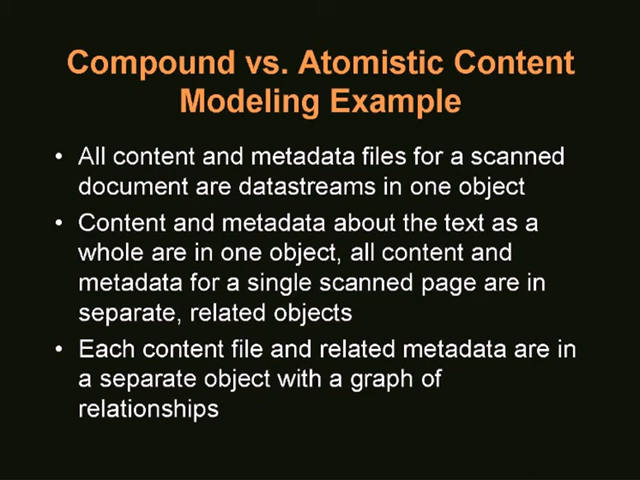 Compound vs. Atomistic Content
Modeling Example
• All content and metadata files for a scanned
document are datastreams in one object
• Content and metadata about the text as a
whole are in one object, all content and
metadata for a single scanned page are in
separate, related objects
• Each content file and related metadata are in
a separate object with a graph of
relationships